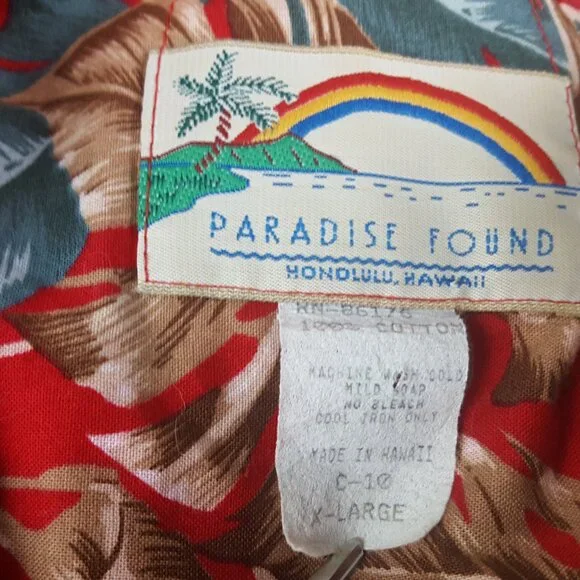 PARADISE FOUND
HONOLULU, HAWAII
RN-86176
100% COTTON
MACHINE WASH COLD
MILD SOAP
NO BLEACH
COOL IRON ONLY
MADE IN HAWAII
C-10
X-LARGE